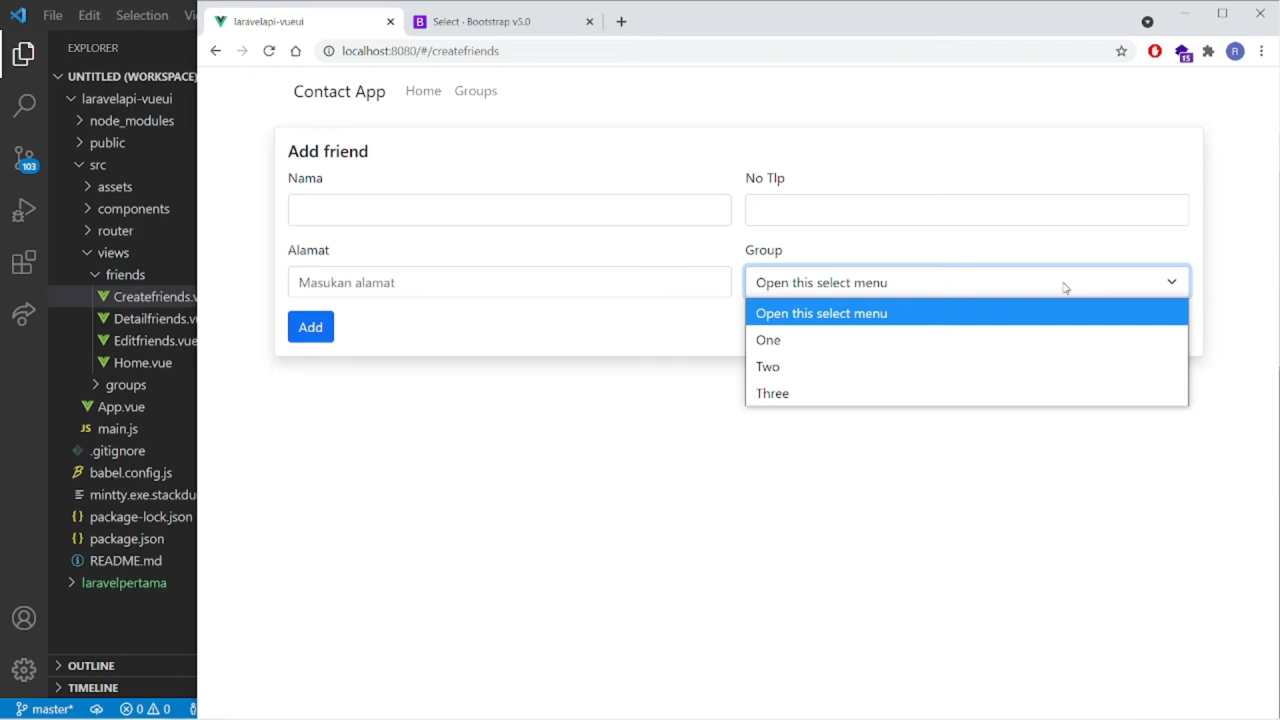 File Edit Selection
laravelapi-vueui
Select · Bootstrap v5.0
EXPLORER
localhost:8080/#/createfriends
15
R
UNTITLED (WORKSPACE)
laravelapi-vueui
node_modules
public
src
assets
components
router
views
friends
Createfriends.v
Detailfriends.v
Editfriends.vue
Home.vue
groups
App.vue
JS main.js
.gitignore
babel.config.js
mintty.exe.stackdu
{} package-lock.json
{} package.json
README.md
laravelpertama
OUTLINE
TIMELINE
103
master* 0 0
Contact App Home Groups
Add friend
Nama
No Tlp
Alamat
Group
Masukan alamat
Open this select menu
Open this select menu
One
Two
Three
Add